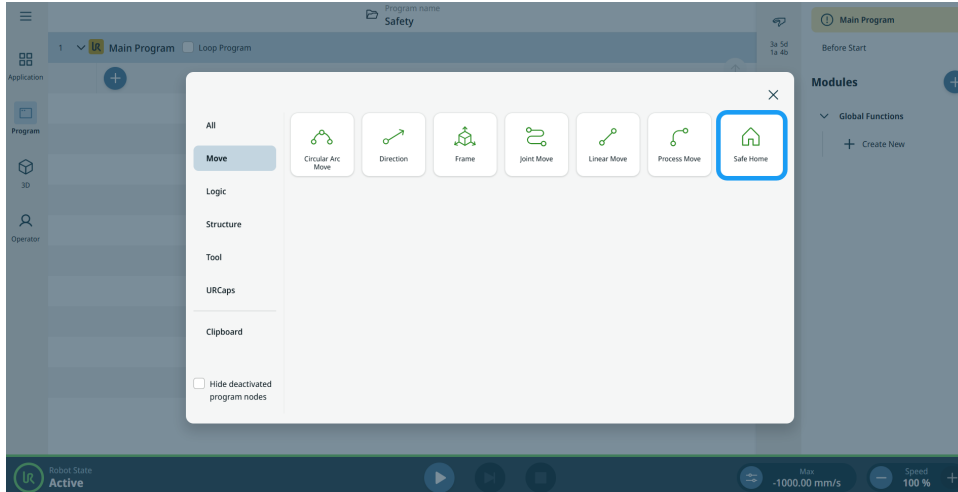 Program name
Safety
Main Program
1
Main Program
Loop Program
3a 5d
1a 4b
Before Start
Application
Modules
All
Global Functions
Program
Circular Arc
Move
Direction
Frame
Joint Move
Linear Move
Process Move
Safe Home
Move
Create New
3D
Logic
Structure
Operator
Tool
URCaps
Clipboard
Hide deactivated
program nodes
Robot State
Active
Max
-1000.00 mm/s
Speed
100 %